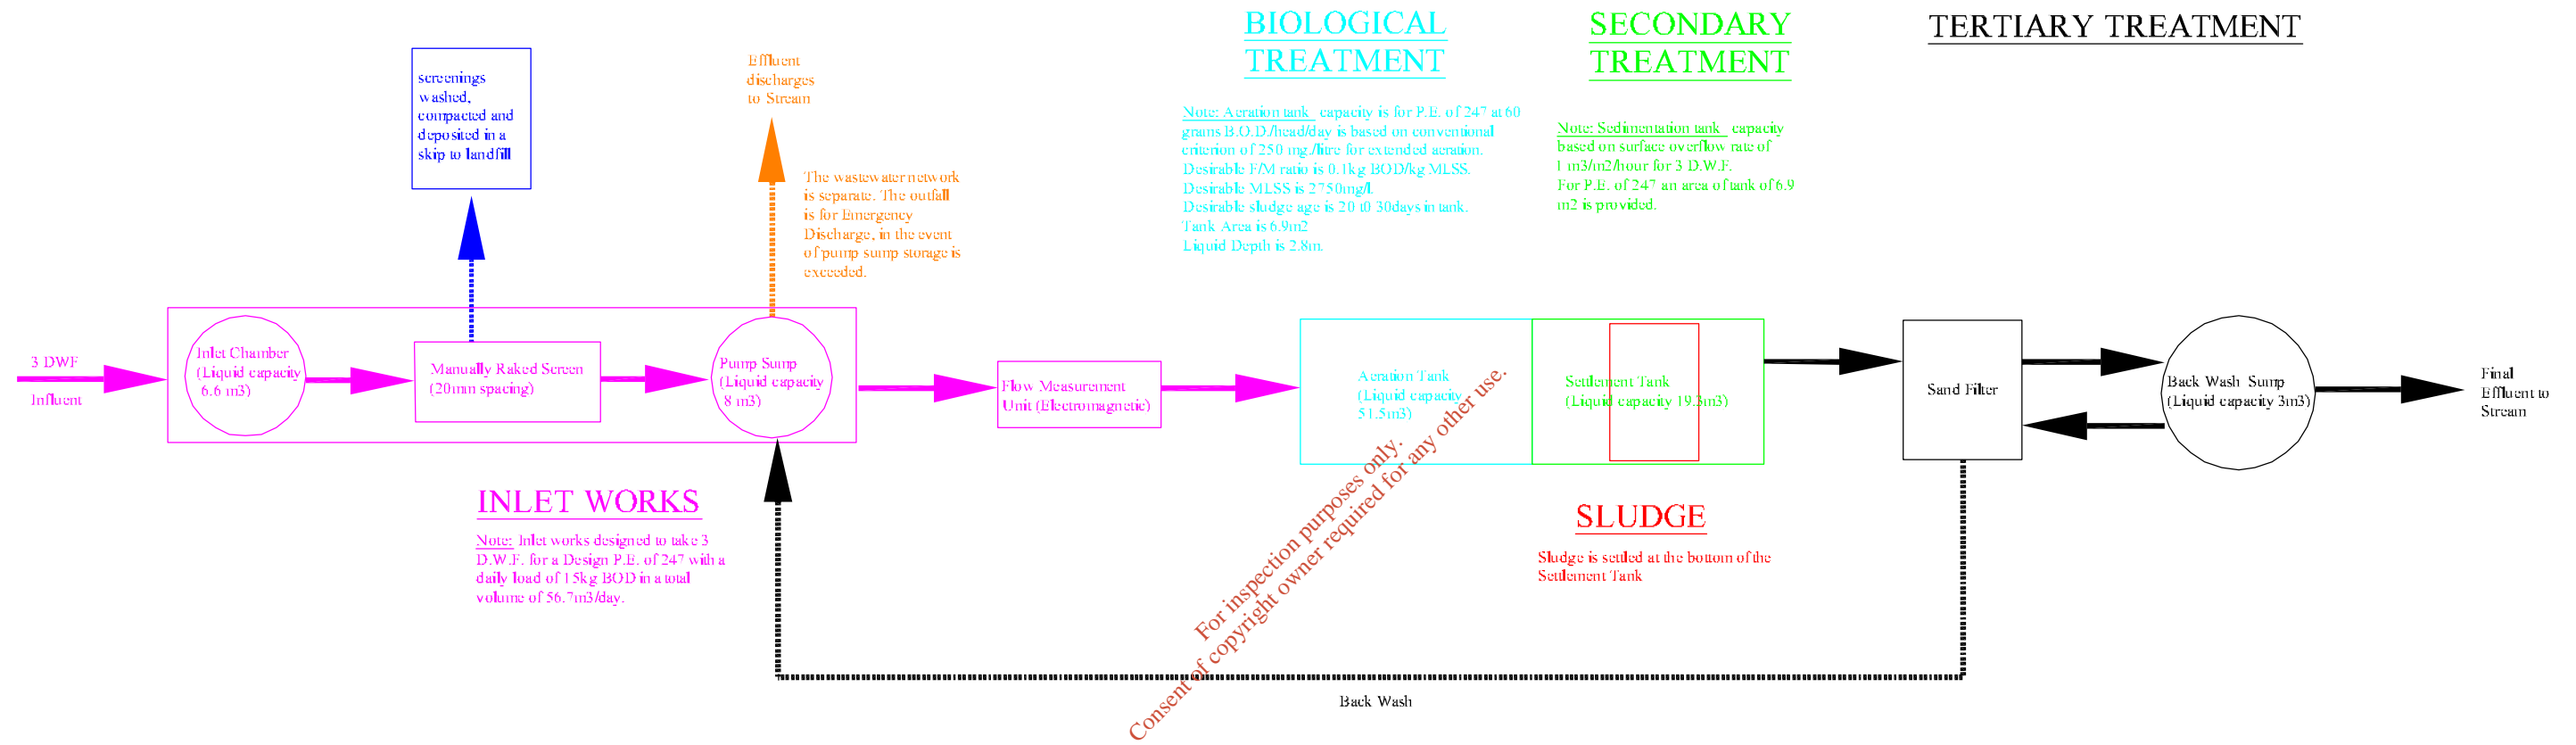 BIOLOGICAL
TREATMENT
SECONDARY
TREATMENT
TERTIARY TREATMENT
screenings
washed,
compacted and
deposited in a
skip to landfill
Effluent
discharges
to Stream
The wastewater network
is separate. The outfall
is for Emergency
Discharge, in the event
of pump sump storage is
exceeded.
Note: Aeration tank capacity is for P.E. of 247 at 60
grams B.O.D./head/day is based on conventional
criterion of 250 mg./litre for extended aeration.
Desirable F/M ratio is 0.1kg BOD/kg MLSS.
Desirable MLSS is 2750mg/l.
Desirable sludge age is 20 t0 30days in tank.
Tank Area is 6.9m2
Liquid Depth is 2.8m.
Note: Sedimentation tank capacity
based on surface overflow rate of
1 m3/m2/hour for 3 D.W.F.
For P.E. of 247 an area of tank of 6.9
m2 is provided.
3 DWF
Influent
Inlet Chamber
(Liquid capacity
6.6 m3)
Manually Raked Screen
(20mm spacing)
Pump Sump
(Liquid capacity
8 m3)
Flow Measurement
Unit (Electromagnetic)
Aeration Tank
(Liquid capacity
51.5m3)
Settlement Tank
(Liquid capacity 19.3m3)
Sand Filter
Back Wash Sump
(Liquid capacity 3m3)
Final
Effluent to
Stream
INLET WORKS
Note: Inlet works designed to take 3
D.W.F. for a Design P.E. of 247 with a
daily load of 15kg BOD in a total
volume of 56.7m3/day.
SLUDGE
Sludge is settled at the bottom of the
Settlement Tank
Back Wash
For inspection purposes only.
Consent of copyright owner required for any other use.